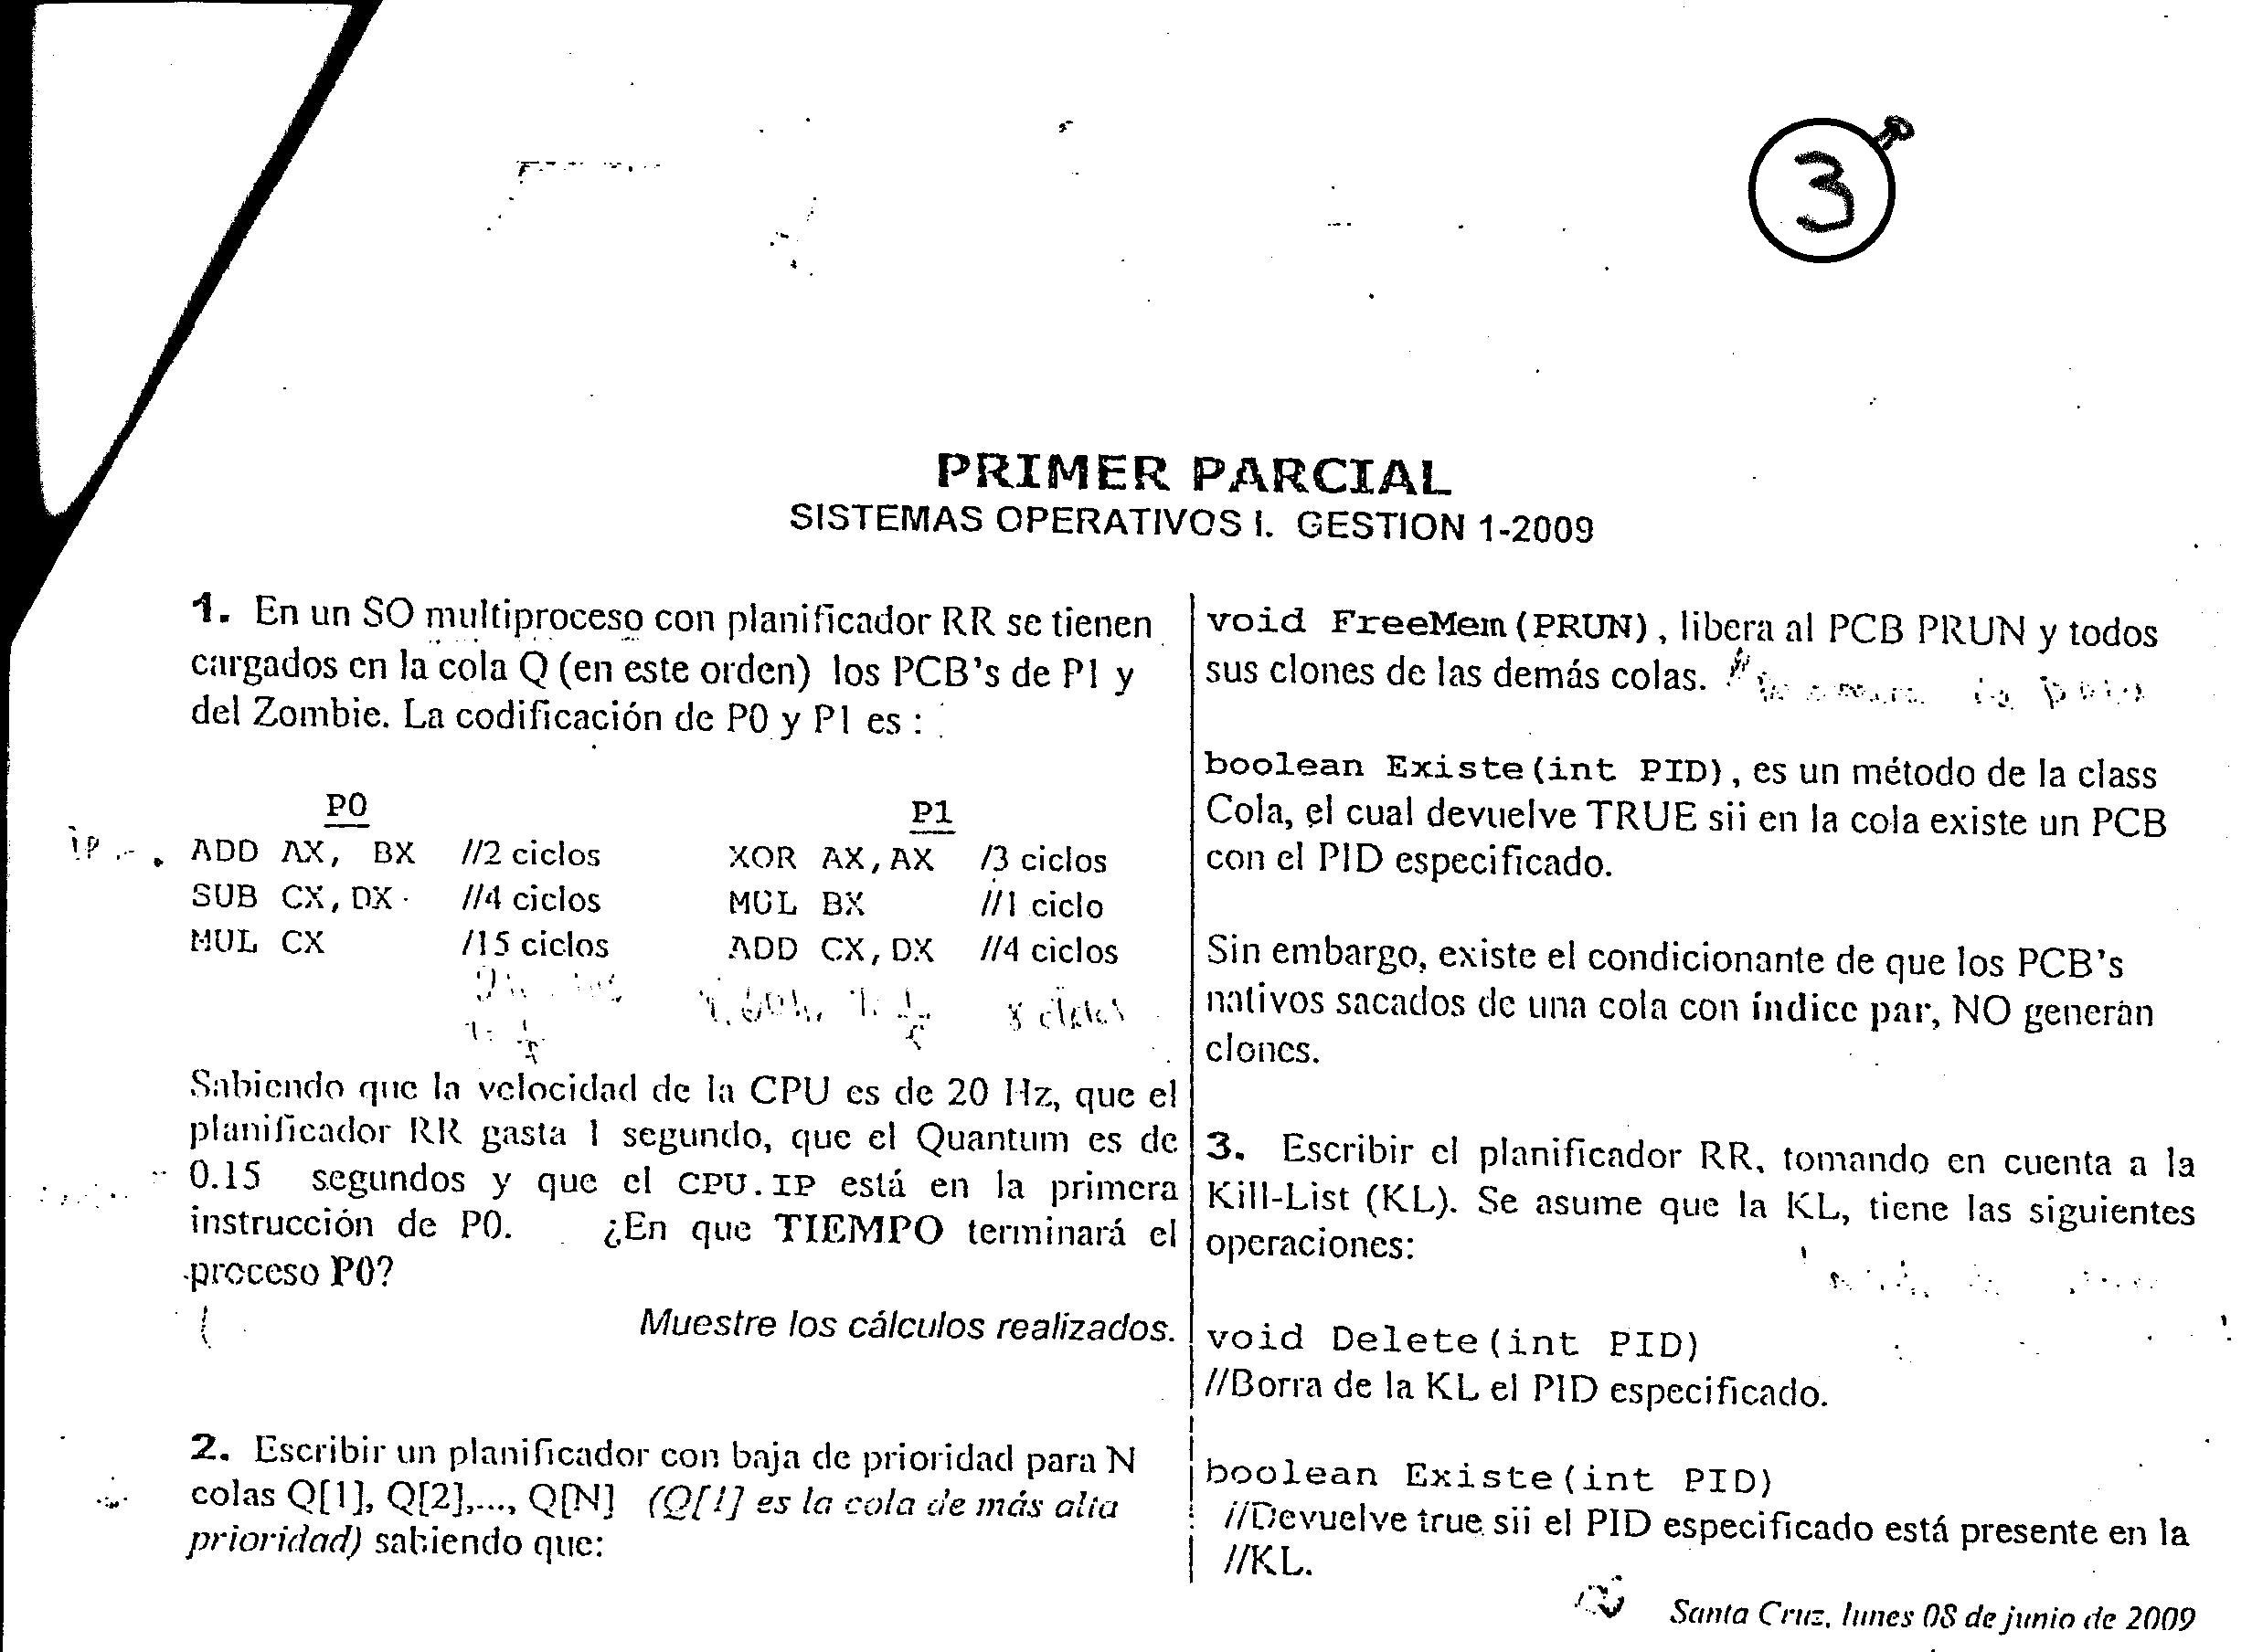 3
PRIMER PARCIAL
SISTEMAS OPERATIVOS I. GESTION 1-2009
1. En un SO multiproceso con planificador RR se tienen
cargados en la cola Q (en este orden) los PCB's de P1 y
del Zombie. La codificación de P0 y P1 es :
P0 P1
ip
ADD AX, BX //2 ciclos XOR AX,AX /3 ciclos
SUB CX,DX //4 ciclos MUL BX //1 ciclo
MUL CX /15 ciclos ADD CX,DX //4 ciclos
8 ciclos
Sabiendo que la velocidad de la CPU es de 20 Hz, que el
planificador RR gasta 1 segundo, que el Quantum es de
0.15 segundos y que el CPU.IP está en la primera
instrucción de P0. ¿En que TIEMPO terminará el
proceso P0?
Muestre los cálculos realizados.
2. Escribir un planificador con baja de prioridad para N
colas Q[1], Q[2],..., Q[N] (Q[1] es la cola de más alta
prioridad) sabiendo que:
void FreeMem(PRUN), libera al PCB PRUN y todos
sus clones de las demás colas.
boolean Existe(int PID), es un método de la class
Cola, el cual devuelve TRUE sii en la cola existe un PCB
con el PID especificado.
Sin embargo, existe el condicionante de que los PCB's
nativos sacados de una cola con índice par, NO generan
clones.
3. Escribir el planificador RR, tomando en cuenta a la
Kill-List (KL). Se asume que la KL, tiene las siguientes
operaciones:
void Delete(int PID)
//Borra de la KL el PID especificado.
boolean Existe(int PID)
//Devuelve true sii el PID especificado está presente en la
//KL.
Santa Cruz, lunes 08 de junio de 2009